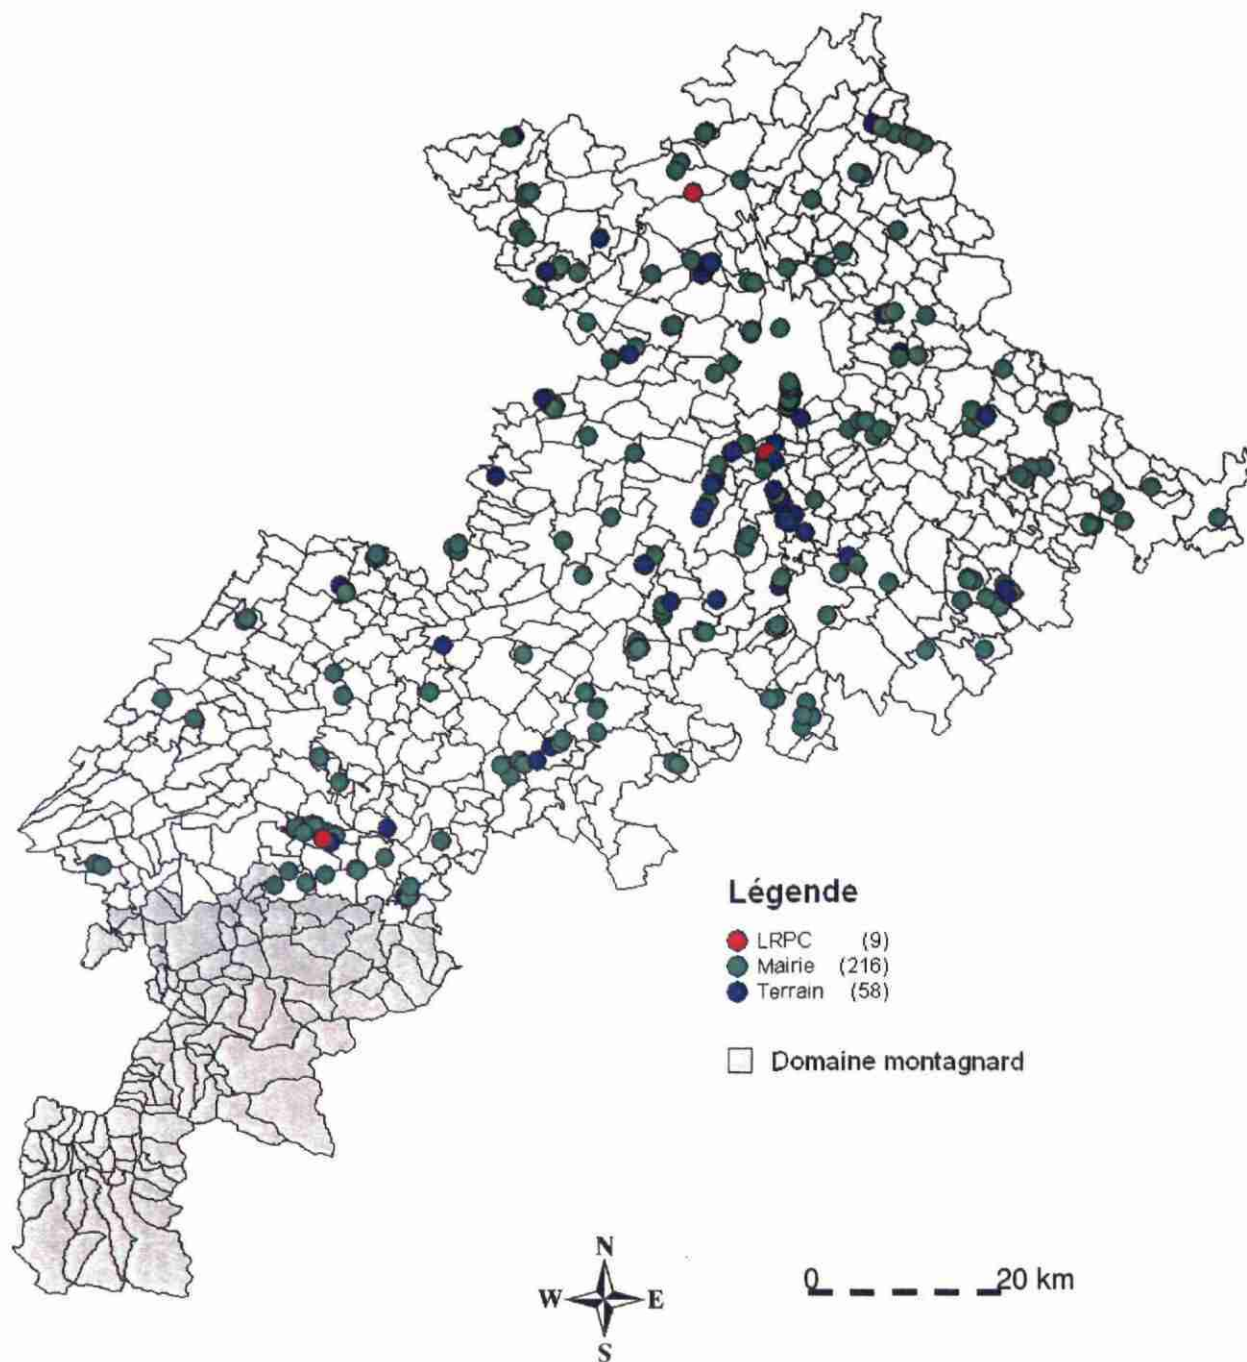 Légende
LRPC (9)
Mairie (216)
Terrain (58)
Domaine montagnard
N
W E
S
0 20 km